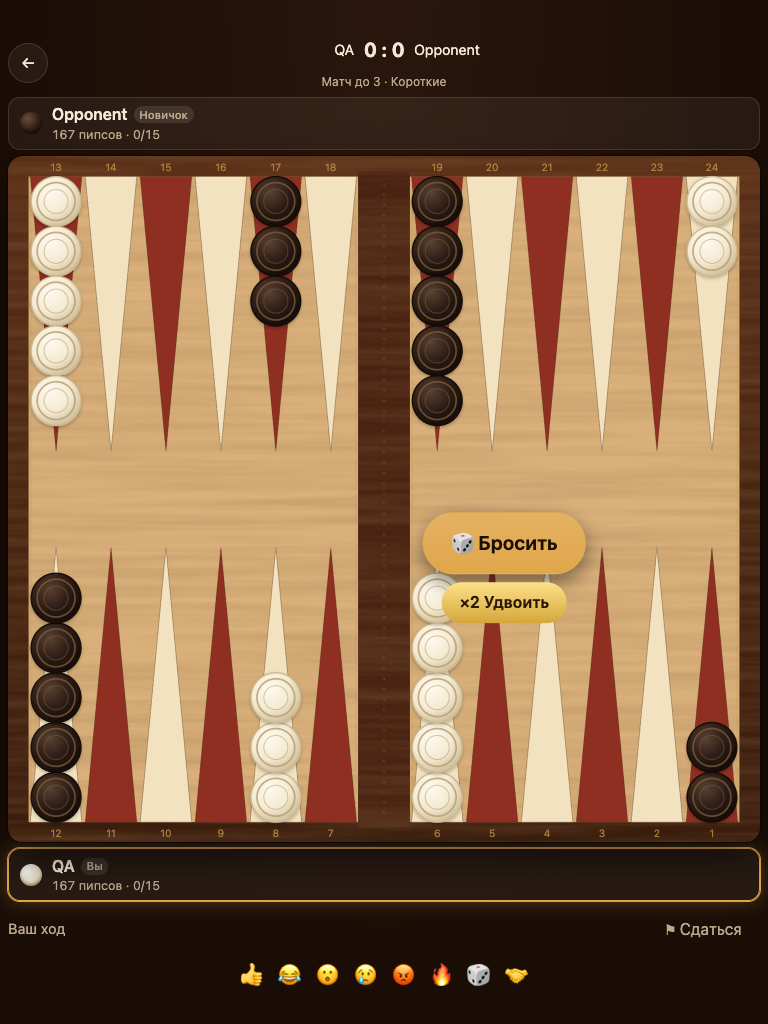 QA 0 : 0 Opponent
Матч до 3 · Короткие
Opponent Новичок
167 пипсов · 0/15
13 14 15 16 17 18 19 20 21 22 23 24
Бросить
×2 Удвоить
12 11 10 9 8 7 6 5 4 3 2 1
QA Вы
167 пипсов · 0/15
Ваш ход
Сдаться